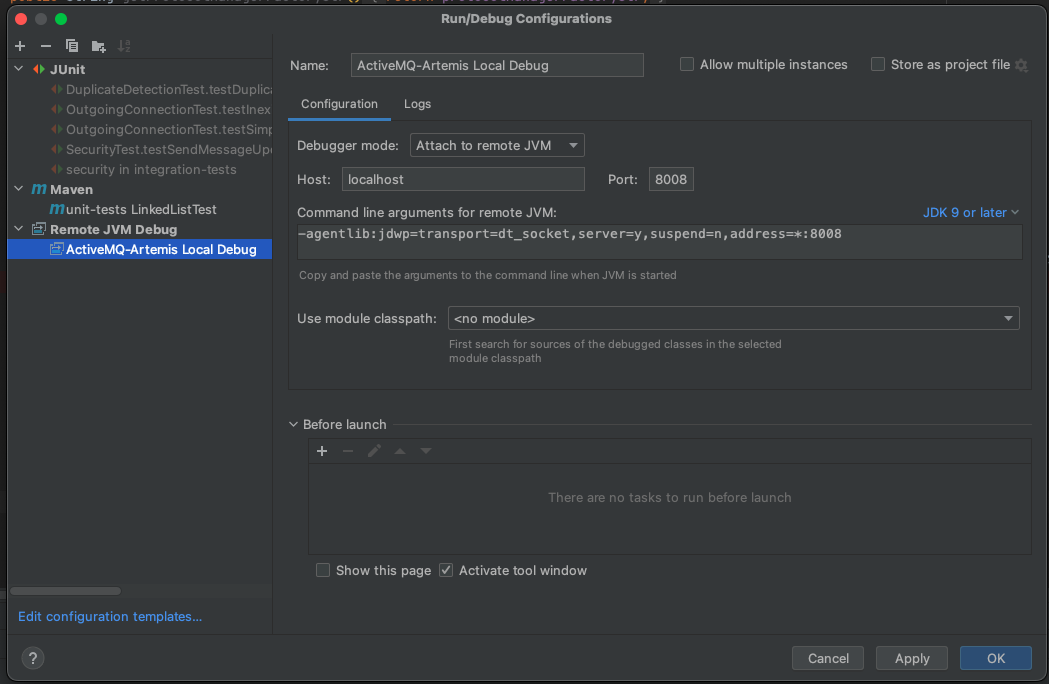 Run/Debug Configurations
JUnit
DuplicateDetectionTest.testDuplica
OutgoingConnectionTest.testInex
OutgoingConnectionTest.testSimp
SecurityTest.testSendMessageUpd
security in integration-tests
Maven
unit-tests LinkedListTest
Remote JVM Debug
ActiveMQ-Artemis Local Debug
Edit configuration templates...
Name: ActiveMQ-Artemis Local Debug Allow multiple instances Store as project file
Configuration Logs
Debugger mode: Attach to remote JVM
Host: localhost Port: 8008
Command line arguments for remote JVM: JDK 9 or later
-agentlib:jdwp=transport=dt_socket,server=y,suspend=n,address=*:8008
Copy and paste the arguments to the command line when JVM is started
Use module classpath: <no module>
First search for sources of the debugged classes in the selected
module classpath
Before launch
There are no tasks to run before launch
Show this page Activate tool window
? Cancel Apply OK